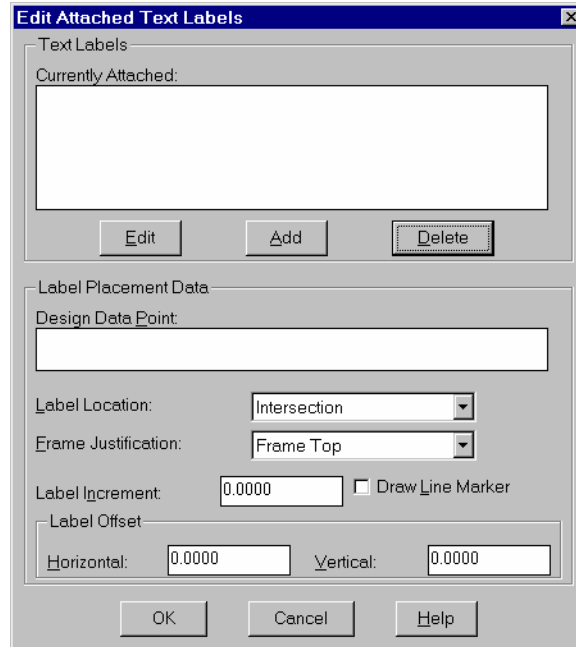 Edit Attached Text Labels
Text Labels
Currently Attached:
Edit Add Delete
Label Placement Data
Design Data Point:
Label Location: Intersection
Frame Justification: Frame Top
Label Increment: 0.0000 Draw Line Marker
Label Offset
Horizontal: 0.0000 Vertical: 0.0000
OK Cancel Help